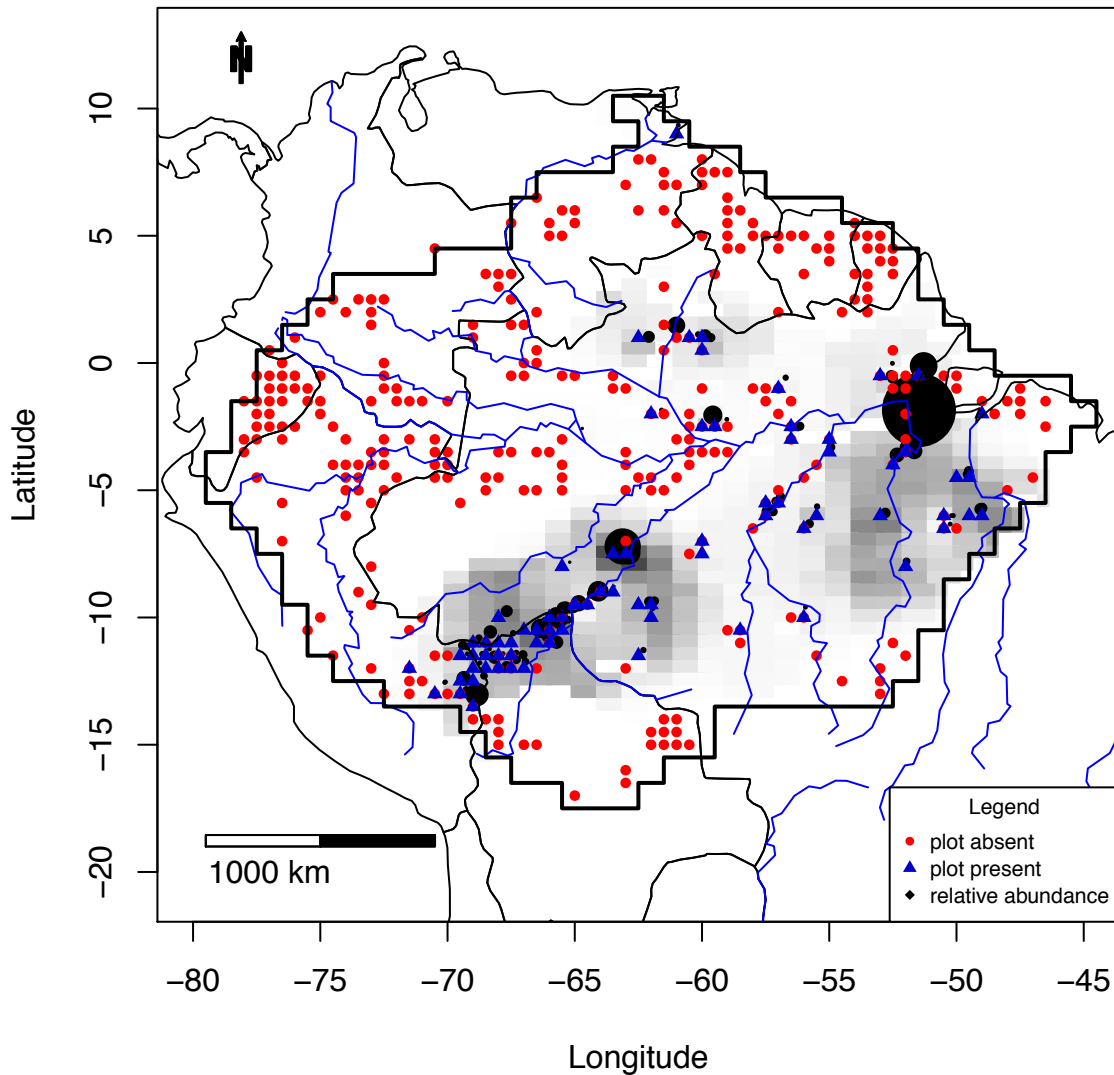 N
Latitude
10
5
0
−5
−10
−15
−20
1000 km
Legend
plot absent
plot present
relative abundance
−80 −75 −70 −65 −60 −55 −50 −45
Longitude